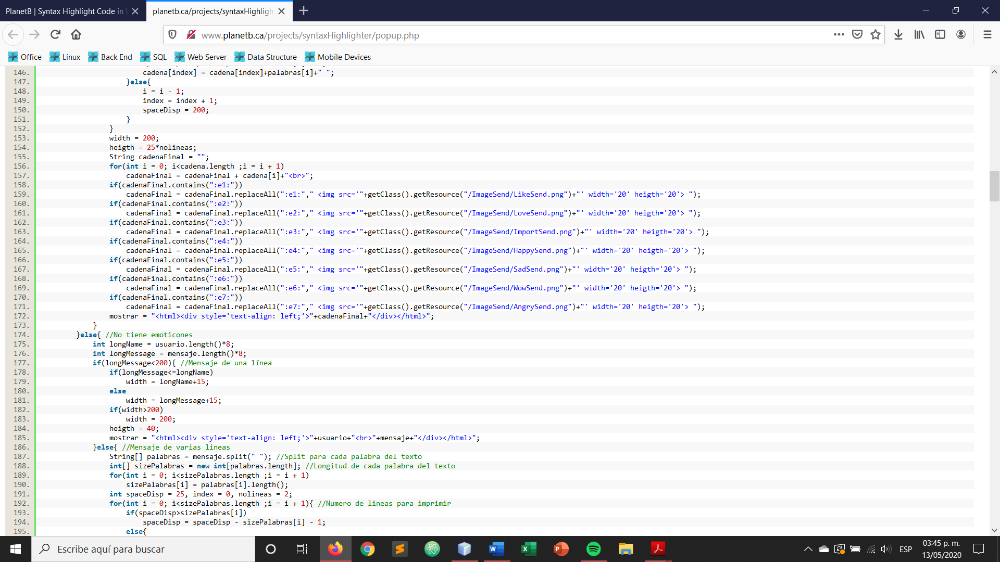 PlanetB | Syntax Highlight Code in
planetb.ca/projects/syntaxHighligh
www.planetb.ca/projects/syntaxHighlighter/popup.php
Office Linux Back End SQL Web Server Data Structure Mobile Devices
146. cadena[index] = cadena[index]+palabras[i]+" ";
147. }else{
148. i = i - 1;
149. index = index + 1;
150. spaceDisp = 200;
151. }
152. }
153. width = 200;
154. heigth = 25*nolineas;
155. String cadenaFinal = "";
156. for(int i = 0; i<cadena.length ;i = i + 1)
157. cadenaFinal = cadenaFinal + cadena[i]+"<br>";
158. if(cadenaFinal.contains(":e1:"))
159. cadenaFinal = cadenaFinal.replaceAll(":e1:"," <img src='"+getClass().getResource("/ImageSend/LikeSend.png")+"' width='20' heigth='20'> ");
160. if(cadenaFinal.contains(":e2:"))
161. cadenaFinal = cadenaFinal.replaceAll(":e2:"," <img src='"+getClass().getResource("/ImageSend/LoveSend.png")+"' width='20' heigth='20'> ");
162. if(cadenaFinal.contains(":e3:"))
163. cadenaFinal = cadenaFinal.replaceAll(":e3:"," <img src='"+getClass().getResource("/ImageSend/ImportSend.png")+"' width='20' heigth='20'> ");
164. if(cadenaFinal.contains(":e4:"))
165. cadenaFinal = cadenaFinal.replaceAll(":e4:"," <img src='"+getClass().getResource("/ImageSend/HappySend.png")+"' width='20' heigth='20'> ");
166. if(cadenaFinal.contains(":e5:"))
167. cadenaFinal = cadenaFinal.replaceAll(":e5:"," <img src='"+getClass().getResource("/ImageSend/SadSend.png")+"' width='20' heigth='20'> ");
168. if(cadenaFinal.contains(":e6:"))
169. cadenaFinal = cadenaFinal.replaceAll(":e6:"," <img src='"+getClass().getResource("/ImageSend/WowSend.png")+"' width='20' heigth='20'> ");
170. if(cadenaFinal.contains(":e7:"))
171. cadenaFinal = cadenaFinal.replaceAll(":e7:"," <img src='"+getClass().getResource("/ImageSend/AngrySend.png")+"' width='20' heigth='20'> ");
172. mostrar = "<html><div style='text-align: left;'>"+cadenaFinal+"</div></html>";
173. }
174. }else{ //No tiene emoticones
175. int longName = usuario.length()*8;
176. int longMessage = mensaje.length()*8;
177. if(longMessage<200){ //Mensaje de una línea
178. if(longMessage<=longName)
179. width = longName+15;
180. else
181. width = longMessage+15;
182. if(width>200)
183. width = 200;
184. heigth = 40;
185. mostrar = "<html><div style='text-align: left;'>"+usuario+"<br>"+mensaje+"</div></html>";
186. }else{ //Mensaje de varias lineas
187. String[] palabras = mensaje.split(" "); //Split para cada palabra del texto
188. int[] sizePalabras = new int[palabras.length]; //Longitud de cada palabra del texto
189. for(int i = 0; i<sizePalabras.length ;i = i + 1)
190. sizePalabras[i] = palabras[i].length();
191. int spaceDisp = 25, index = 0, nolineas = 2;
192. for(int i = 0; i<sizePalabras.length ;i = i + 1){ //Numero de lineas para imprimir
193. if(spaceDisp>sizePalabras[i])
194. spaceDisp = spaceDisp - sizePalabras[i] - 1;
195. else{
Escribe aquí para buscar
ESP
03:45 p. m.
13/05/2020